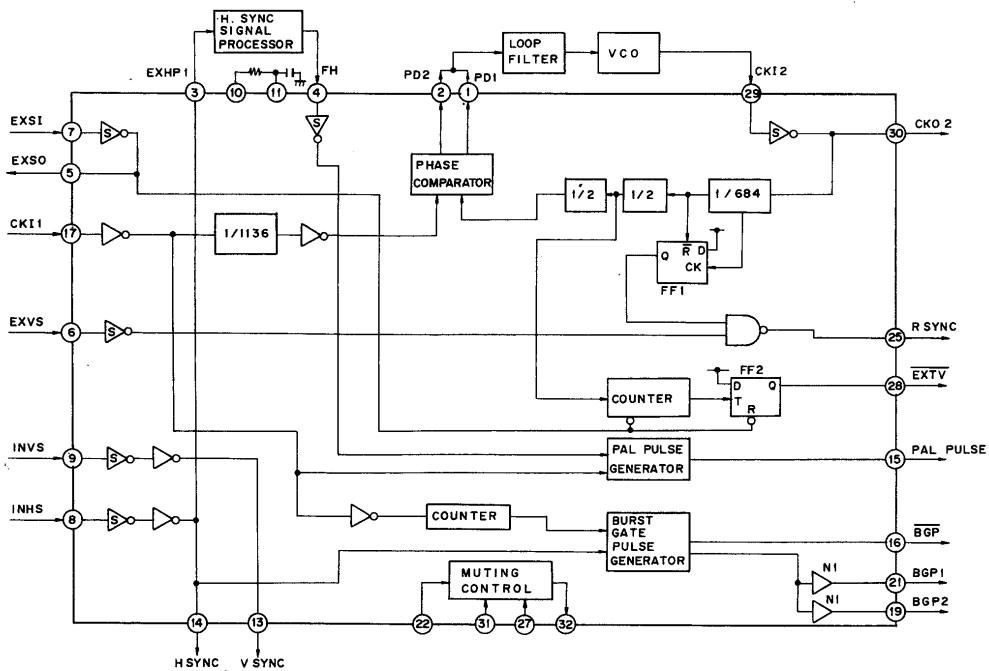 H. SYNC
SIGNAL
PROCESSOR
LOOP
FILTER
VCO
EXHP1
FH
PD2
PD1
CKI2
3
10
11
4
2
1
29
EXSI
7
S
S
S
30
CKO2
EXSO
5
PHASE
COMPARATOR
1/2
1/2
1/684
CKI1
17
1/1136
Q
R
D
CK
FF1
EXVS
6
S
25
R SYNC
FF2
D
Q
T
R
28
EXTV
COUNTER
INVS
9
S
PAL PULSE
GENERATOR
15
PAL PULSE
INHS
8
S
COUNTER
BURST
GATE
PULSE
GENERATOR
16
BGP
MUTING
CONTROL
N1
21
BGP1
N1
19
BGP2
14
13
22
31
27
32
H SYNC
V SYNC